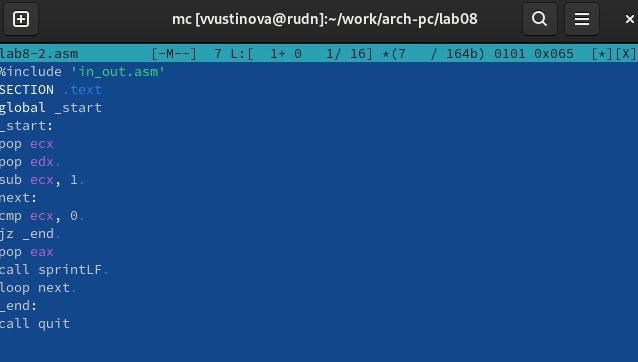 mc [vvustinova@rudn]:~/work/arch-pc/lab08
lab8-2.asm [-M--] 7 L:[ 1+ 0 1/ 16] *(7 / 164b) 0101 0x065 [*][X]
%include 'in_out.asm'
SECTION .text
global _start
_start:
pop ecx
pop edx.
sub ecx, 1.
next:
cmp ecx, 0.
jz _end.
pop eax
call sprintLF.
loop next.
_end:
call quit